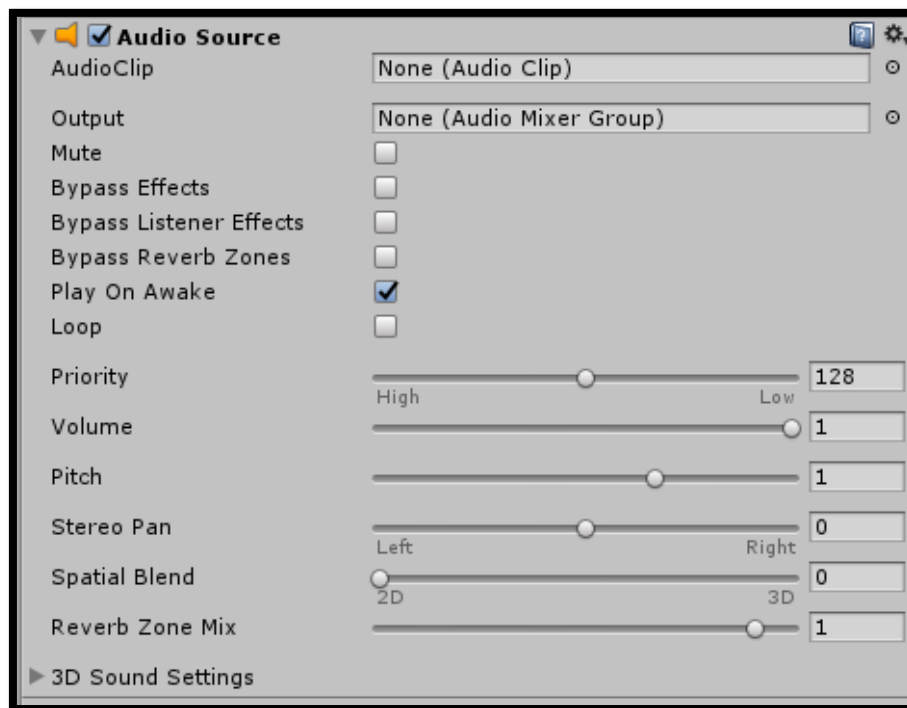 Audio Source
AudioClip None (Audio Clip)
Output None (Audio Mixer Group)
Mute
Bypass Effects
Bypass Listener Effects
Bypass Reverb Zones
Play On Awake
Loop
Priority 128
High Low
Volume 1
Pitch 1
Stereo Pan 0
Left Right
Spatial Blend 0
2D 3D
Reverb Zone Mix 1
3D Sound Settings